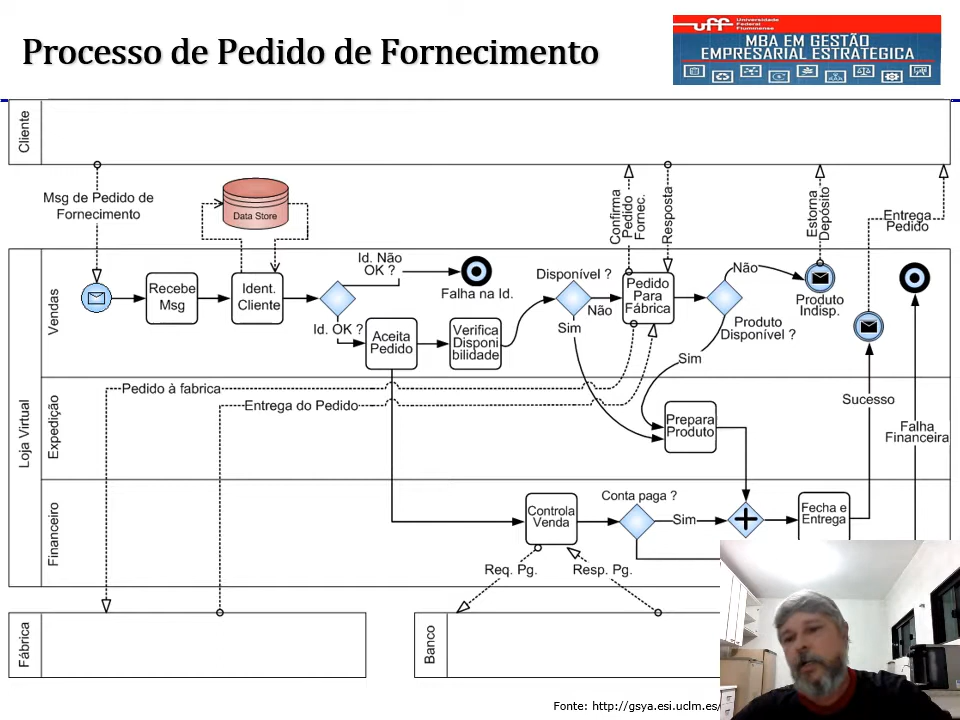 Processo de Pedido de Fornecimento
uff
Universidade
Federal
Fluminense
MBA EM GESTÃO
EMPRESARIAL ESTRATÉGICA
Cliente
Msg de Pedido de
Fornecimento
Data Store
Confirma
Pedido
Fornec.
Resposta
Estorna
Depósito
Entrega
Pedido
Loja Virtual
Vendas
Recebe
Msg
Ident.
Cliente
Id. Não
OK ?
Falha na Id.
Id. OK ?
Aceita
Pedido
Verifica
Disponi
bilidade
Disponível ?
Não
Sim
Pedido
Para
Fábrica
Não
Produto
Disponível ?
Sim
Produto
Indisp.
Pedido à fabrica
Entrega do Pedido
Expedição
Prepara
Produto
Sucesso
Falha
Financeira
Financeiro
Controla
Venda
Conta paga ?
Sim
Fecha e
Entrega
Req. Pg.
Resp. Pg.
Fábrica
Banco
Fonte: http://gsya.esi.uclm.es/